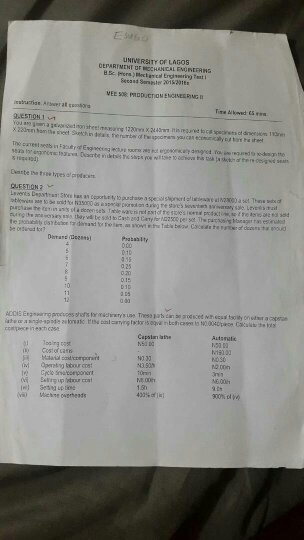 UNIVERSITY OF LAGOS
DEPARTMENT OF MECHANICAL ENGINEERING
B.Sc. (Hons.) Mechanical Engineering Test I
Second Semester 2015/2016s
MEE 508: PRODUCTION ENGINEERING II
Instruction: Answer all questions
Time Allowed: 65 mins.
QUESTION 1
You are given a galvanized iron sheet measuring 1220mm X 2440mm. It is required to cut specimens of dimensions 110mm
X 220mm from the sheet. Sketch in details, the number of the specimens you can economically cut from the sheet
The current seats in Faculty of Engineering lecture rooms are not ergonomically designed. You are required to re-design the
seats for ergonomic features. Describe in details the steps you will take to achieve this task (a sketch of the re-designed seats
is required).
Describe the three types of producers.
QUESTION 2
Leventis Department Store has an opportunity to purchase a special shipment of tableware at N28000 a set. These sets of
tableware are to be sold for N35000 as a special promotion during the store's seventieth anniversary sale. Leventis must
purchase the item in units of a dozen sets. Table ware is not part of the store's normal product line, so if the items are not sold
during the anniversary sale, they will be sold to Cash and Carry for N22500 per set. The purchasing Manager has estimated
the probability distribution for demand for the item, as shown in the Table below. Calculate the number of dozens that should
be ordered for?
Demand (Dozens) Probability
4 0.00
5 0.10
6 0.15
7 0.25
8 0.20
9 0.15
10 0.10
11 0.05
12 0.00
ADDIS Engineering produces shafts for machinery's use. These parts can be produced with equal facility on either a capstan
lathe or a single-spindle automatic. If the cost carrying factor is equal in both cases to Calculate the total
cost/piece in each case.
Capstan lathe Automatic
(i) Tooling cost N50.00 N50.00
(ii) Cost of cams N150.00
(iii) Material cost/component N0.30 N0.30
(iv) Operating labour cost N3.50/h N2.00/h
(v) Cycle time/component 10min 3min
(vi) Setting up labour cost N6.00/h N6.00/h
(vii) Setting up time 1.5h 9.0h
(viii) Machine overheads 400% of (iv) 900% of (iv)